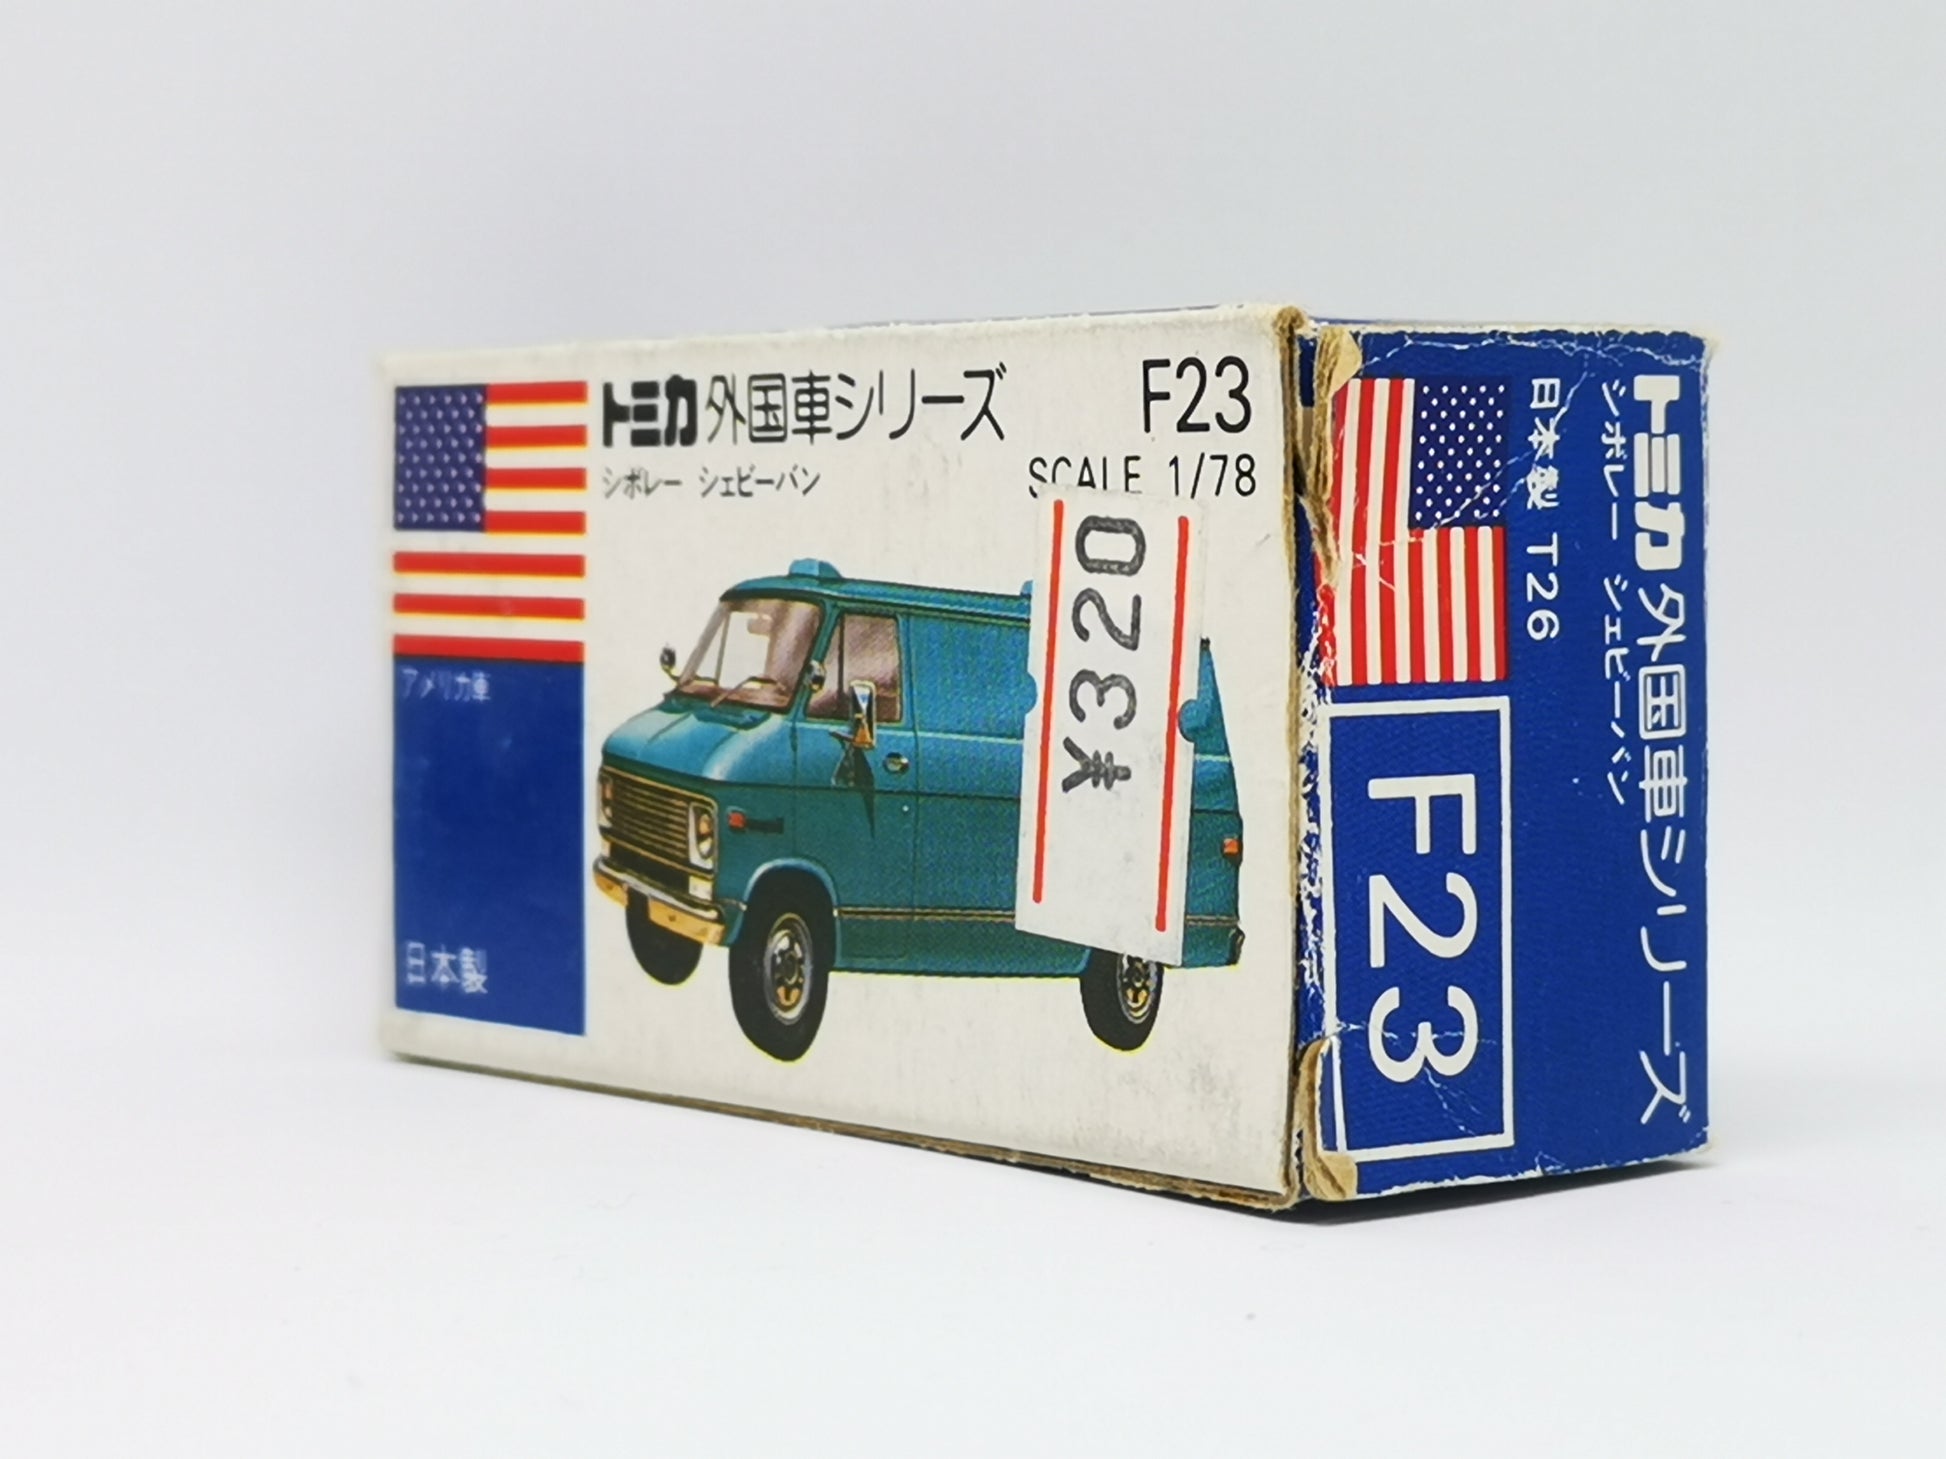 トミカ 外国車シリーズ F23
シボレー シェビーバン SCALE 1/78
¥320
アメリカ車
日本製
トミカ 外国車シリーズ
シボレー シェビーバン
日本製 T26
F23